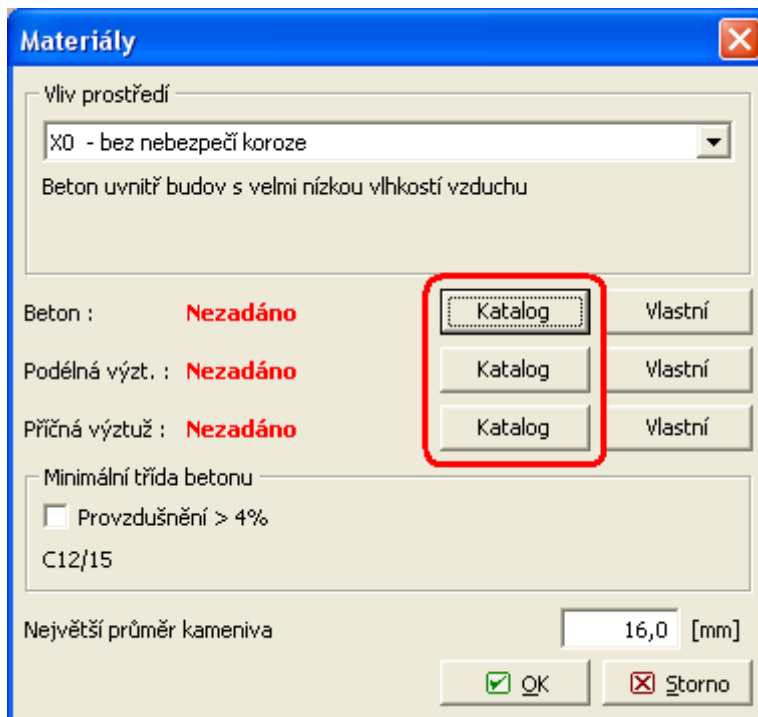 Materiály
Vliv prostředí
X0 - bez nebezpečí koroze
Beton uvnitř budov s velmi nízkou vlhkostí vzduchu
Beton : Nezadáno Katalog Vlastní
Podélná výzt. : Nezadáno Katalog Vlastní
Příčná výztuž : Nezadáno Katalog Vlastní
Minimální třída betonu
Provzdušnění > 4%
C12/15
Největší průměr kameniva 16,0 [mm]
OK Storno